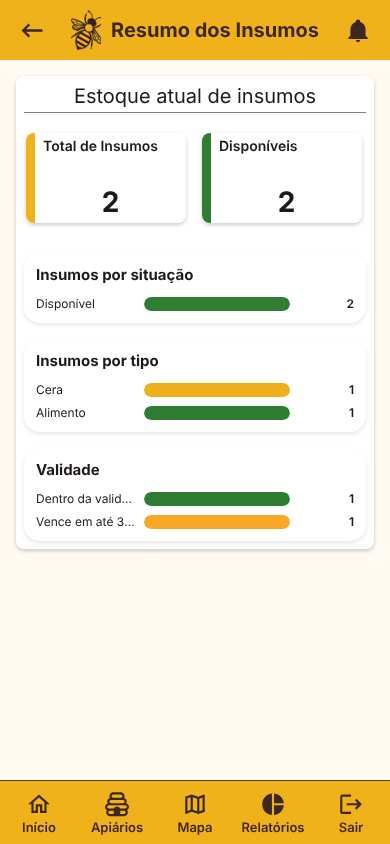 Resumo dos Insumos
Estoque atual de insumos
Total de Insumos
2
Disponíveis
2
Insumos por situação
Disponível 2
Insumos por tipo
Cera 1
Alimento 1
Validade
Dentro da valid... 1
Vence em até 3... 1
Início Apiários Mapa Relatórios Sair